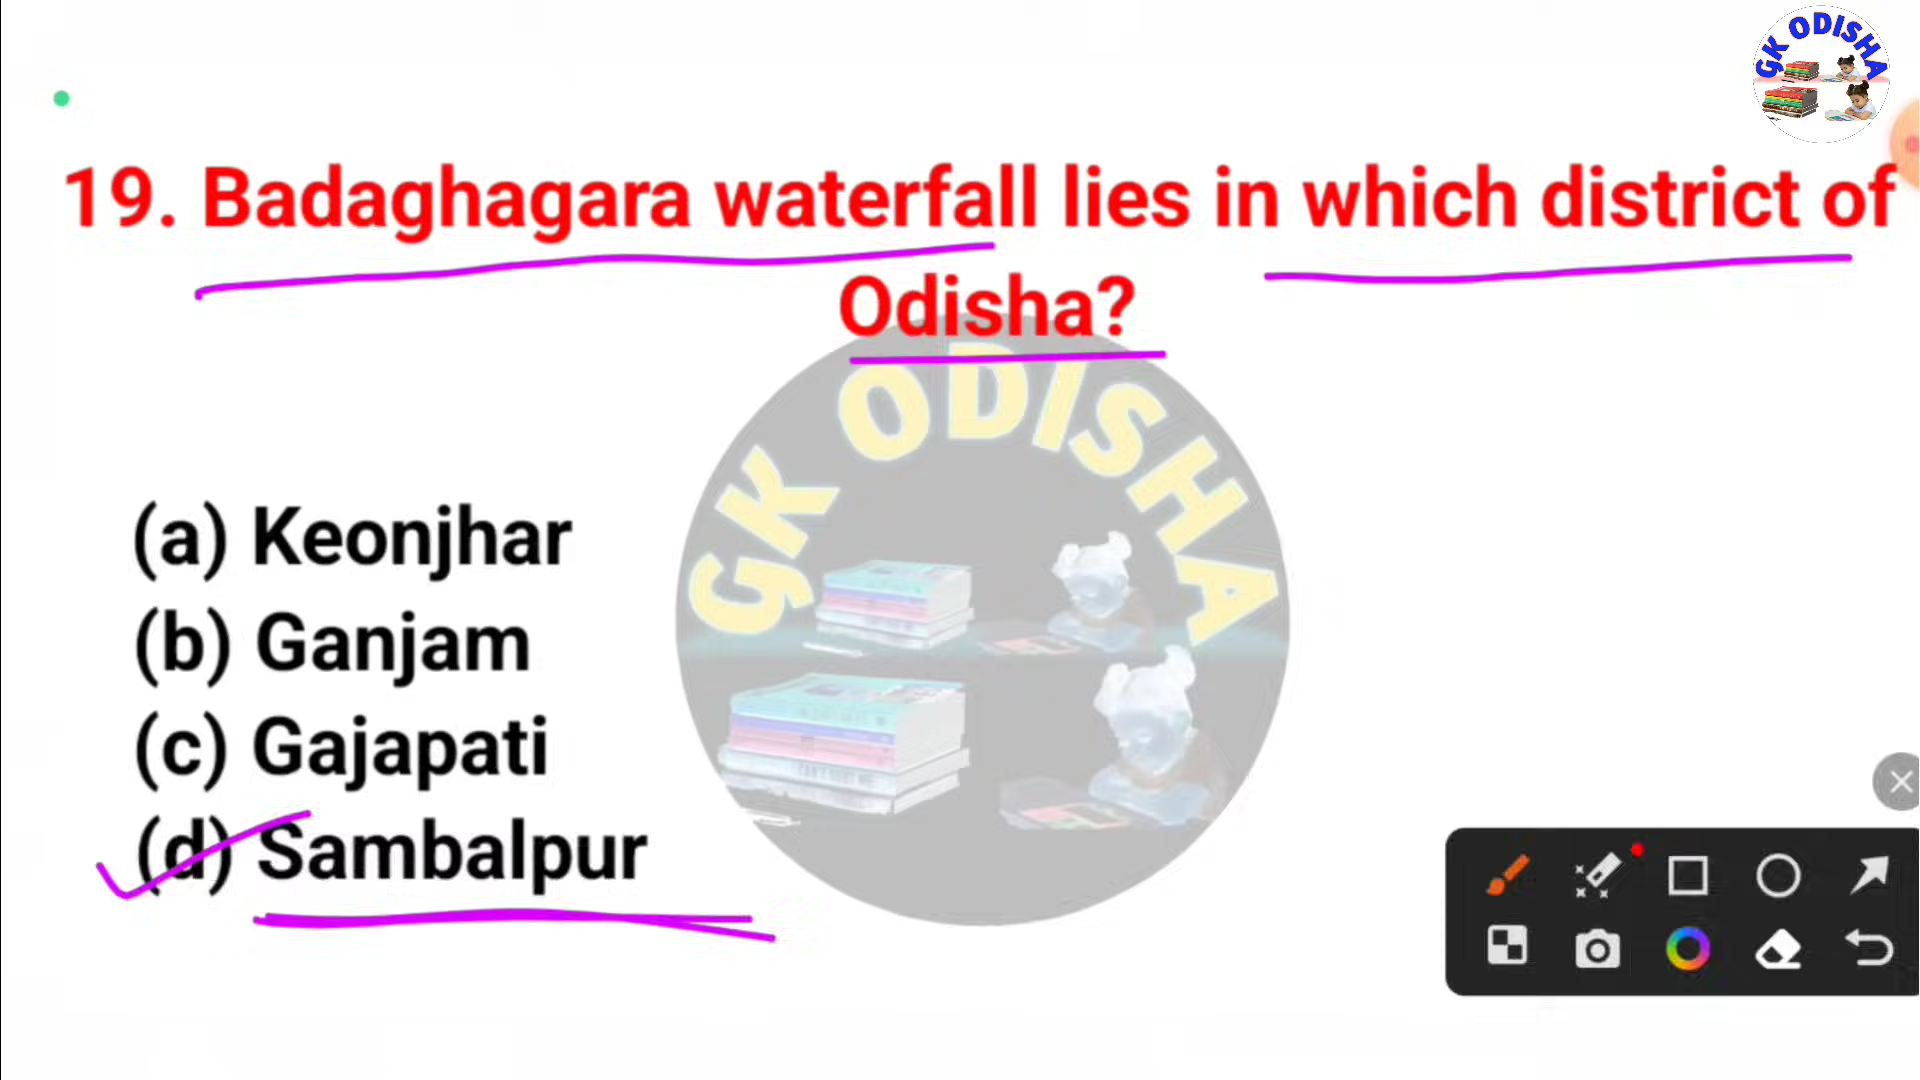 GK ODISHA
19. Badaghagara waterfall lies in which district of
Odisha?
GK ODISHA
(a) Keonjhar
(b) Ganjam
(c) Gajapati
(d) Sambalpur